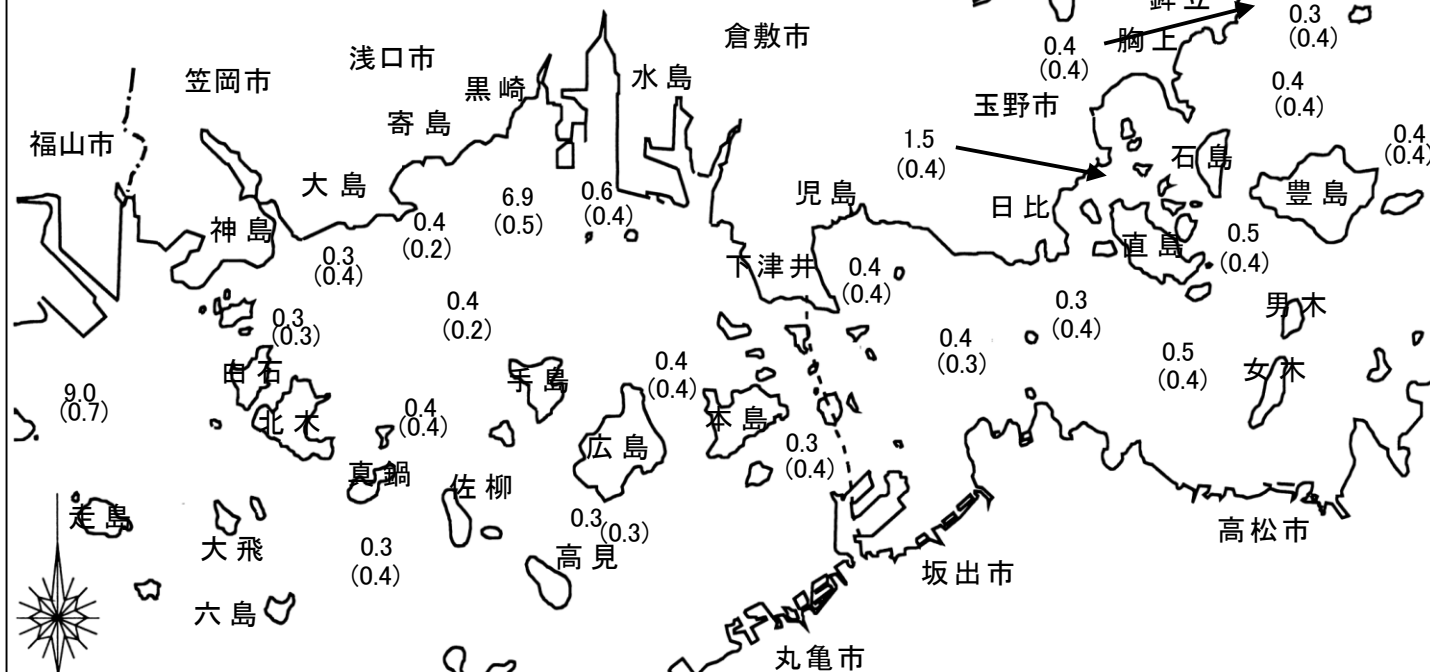 鉾立
0.3
(0.4)
倉敷市
0.4
(0.4)
胸上
浅口市
水島
笠岡市
黒崎
0.4
(0.4)
玉野市
寄島
福山市
1.5
(0.4)
0.4
(0.4)
石島
大島
児島
豊島
6.9
(0.5)
0.6
(0.4)
日比
神島
0.4
(0.2)
0.5
(0.4)
直島
0.3
(0.4)
下津井
0.4
(0.4)
0.4
(0.2)
0.3
(0.4)
男木
0.3
(0.3)
0.4
(0.3)
0.5
(0.4)
白石
手島
0.4
(0.4)
女木
9.0
(0.7)
北木
0.4
(0.4)
本島
広島
0.3
(0.4)
真鍋
佐柳
走島
0.3
(0.3)
高松市
大飛
0.3
(0.4)
高見
坂出市
六島
丸亀市